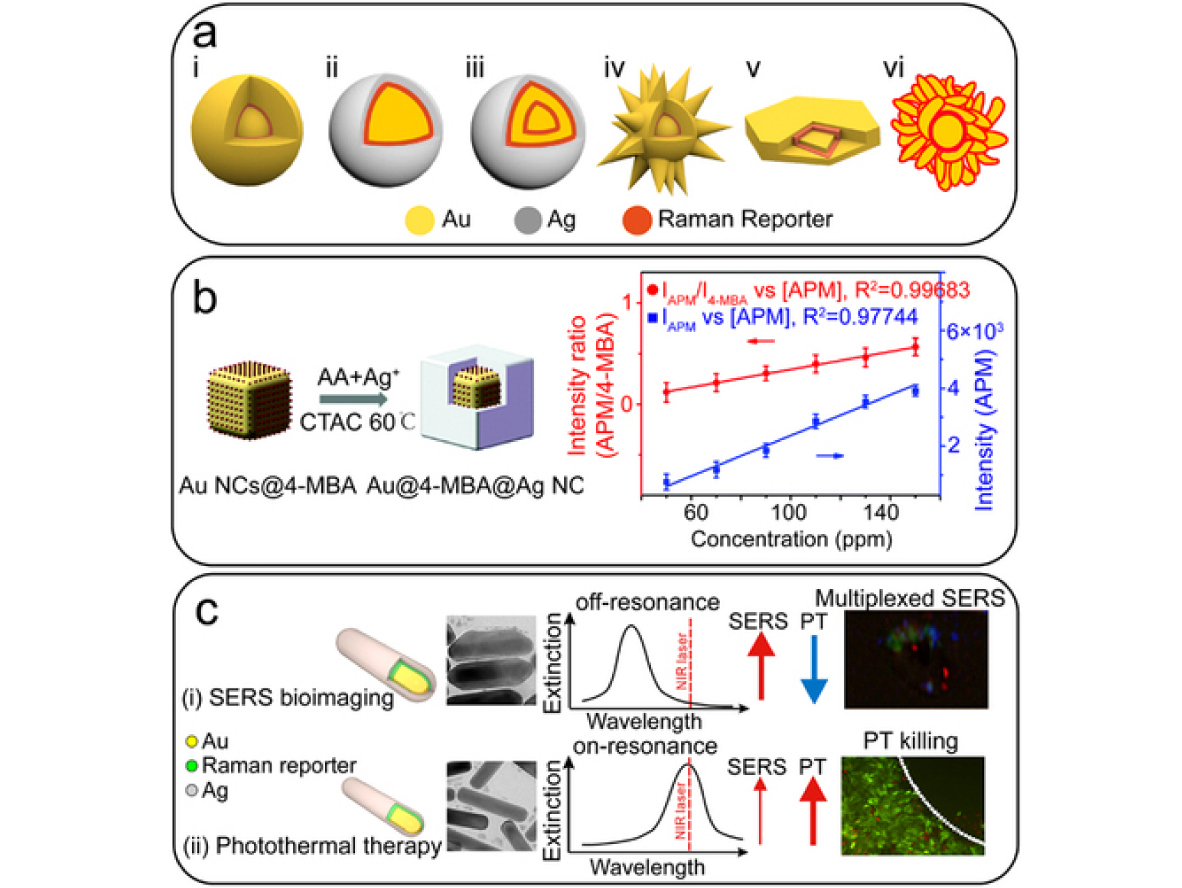 a
i ii iii iv v vi
Au Ag Raman Reporter
b
AA+Ag⁺
CTAC 60℃
Au NCs@4-MBA Au@4-MBA@Ag NC
Intensity ratio
(APM/4-MBA)
1
0
I_APM/I_4-MBA vs [APM], R²=0.99683
I_APM vs [APM], R²=0.97744
6×10³
4
2
Intensity (APM)
60 100 140
Concentration (ppm)
c
off-resonance
Extinction
NIR laser
Wavelength
SERS PT
Multiplexed SERS
(i) SERS bioimaging
Au
Raman reporter
Ag
on-resonance
Extinction
NIR laser
Wavelength
SERS PT
PT killing
(ii) Photothermal therapy